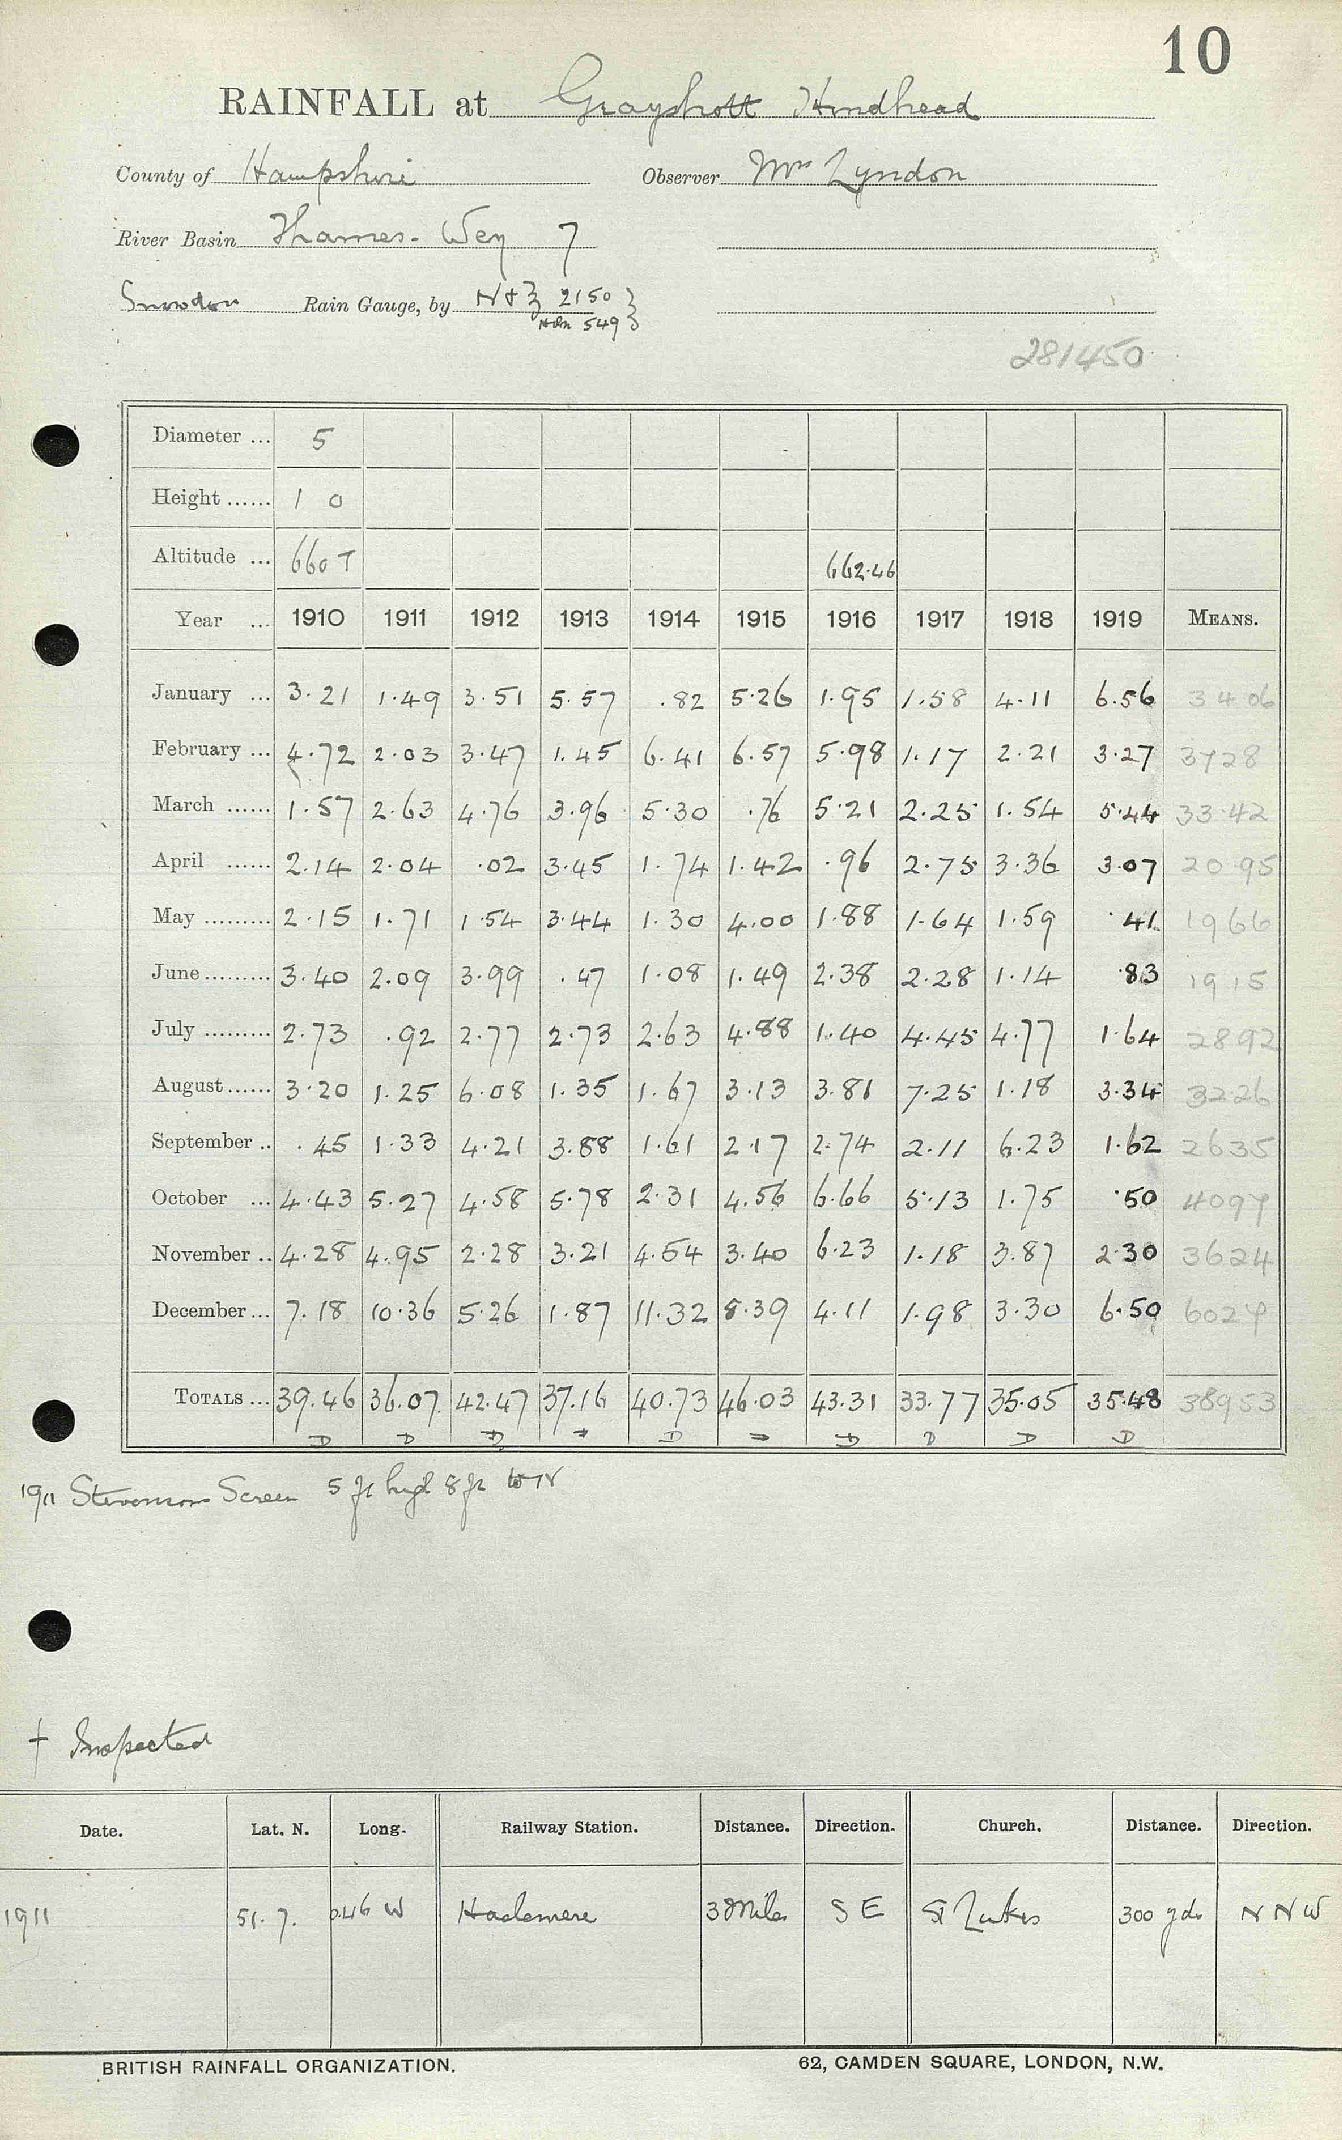 10
RAINFALL at Grayshott Hindhead
County of Hampshire Observer Mrs Lyndon
River Basin Thames. Wey 7
Snowdon Rain Gauge, by N & Z 2150
549
281450
Diameter ... 5
Height ...... 1 0
Altitude ... 660 T 662.46
Year ... 1910 1911 1912 1913 1914 1915 1916 1917 1918 1919 MEANS.
January ... 3.21 1.49 3.51 5.57 .82 5.26 1.95 1.58 4.11 6.56 3406
February ... 4.72 2.03 3.47 1.45 6.41 6.57 5.98 1.17 2.21 3.27 3728
March ...... 1.57 2.63 4.76 3.96 5.30 .76 5.21 2.25 1.54 5.44 33.42
April ...... 2.14 2.04 .02 3.45 1.74 1.42 .96 2.75 3.36 3.07 20.95
May ......... 2.15 1.71 1.54 3.44 1.30 4.00 1.88 1.64 1.59 .41 1966
June ......... 3.40 2.09 3.99 .47 1.08 1.49 2.38 2.28 1.14 .83 1915
July ......... 2.73 .92 2.77 2.73 2.63 4.88 1.40 4.45 4.77 1.64 2892
August ...... 3.20 1.25 6.08 1.35 1.67 3.13 3.81 7.25 1.18 3.34 3226
September .. .45 1.33 4.21 3.88 1.61 2.17 2.74 2.11 6.23 1.62 2635
October ... 4.43 5.27 4.58 5.78 2.31 4.56 6.66 5.13 1.75 .50 4097
November .. 4.28 4.95 2.28 3.21 4.54 3.40 6.23 1.18 3.87 2.30 3624
December ... 7.18 10.36 5.26 1.87 11.32 8.39 4.11 1.98 3.30 6.50 6027
TOTALS ... 39.46 36.07 42.47 37.16 40.73 46.03 43.31 33.77 35.05 35.48 38953
D D D D D D D
1911 Stevenson Screen 5 ft high 8 ft
† Inspected
Date. Lat. N. Long. Railway Station. Distance. Direction. Church. Distance. Direction.
1911 51.7. 0.46 W Haslemere 3 Miles S E St Lukes 300 yds N N W
BRITISH RAINFALL ORGANIZATION. 62, CAMDEN SQUARE, LONDON, N.W.